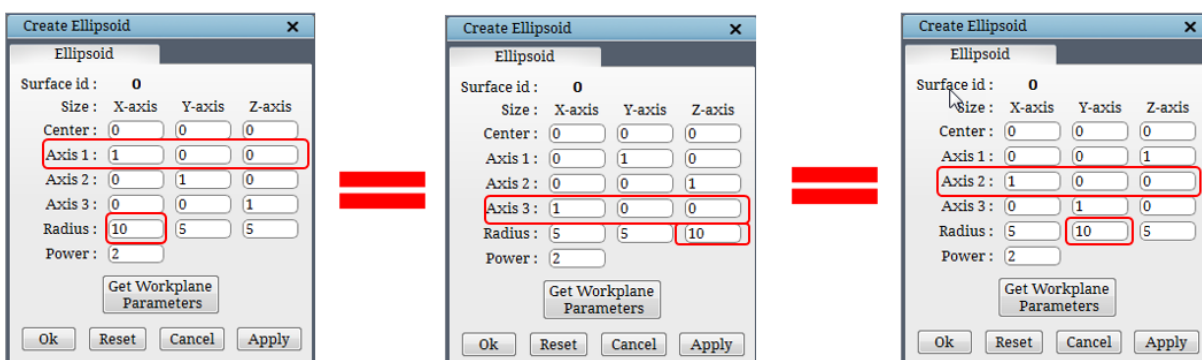 Create Ellipsoid
Ellipsoid
Surface id : 0
Size : X-axis Y-axis Z-axis
Center : 0 0 0
Axis 1 : 1 0 0
Axis 2 : 0 1 0
Axis 3 : 0 0 1
Radius : 10 5 5
Power : 2
Get Workplane
Parameters
Ok Reset Cancel Apply
Create Ellipsoid
Ellipsoid
Surface id : 0
Size : X-axis Y-axis Z-axis
Center : 0 0 0
Axis 1 : 0 1 0
Axis 2 : 0 0 1
Axis 3 : 1 0 0
Radius : 5 5 10
Power : 2
Get Workplane
Parameters
Ok Reset Cancel Apply
Create Ellipsoid
Ellipsoid
Surface id : 0
Size : X-axis Y-axis Z-axis
Center : 0 0 0
Axis 1 : 0 0 1
Axis 2 : 1 0 0
Axis 3 : 0 1 0
Radius : 5 10 5
Power : 2
Get Workplane
Parameters
Ok Reset Cancel Apply